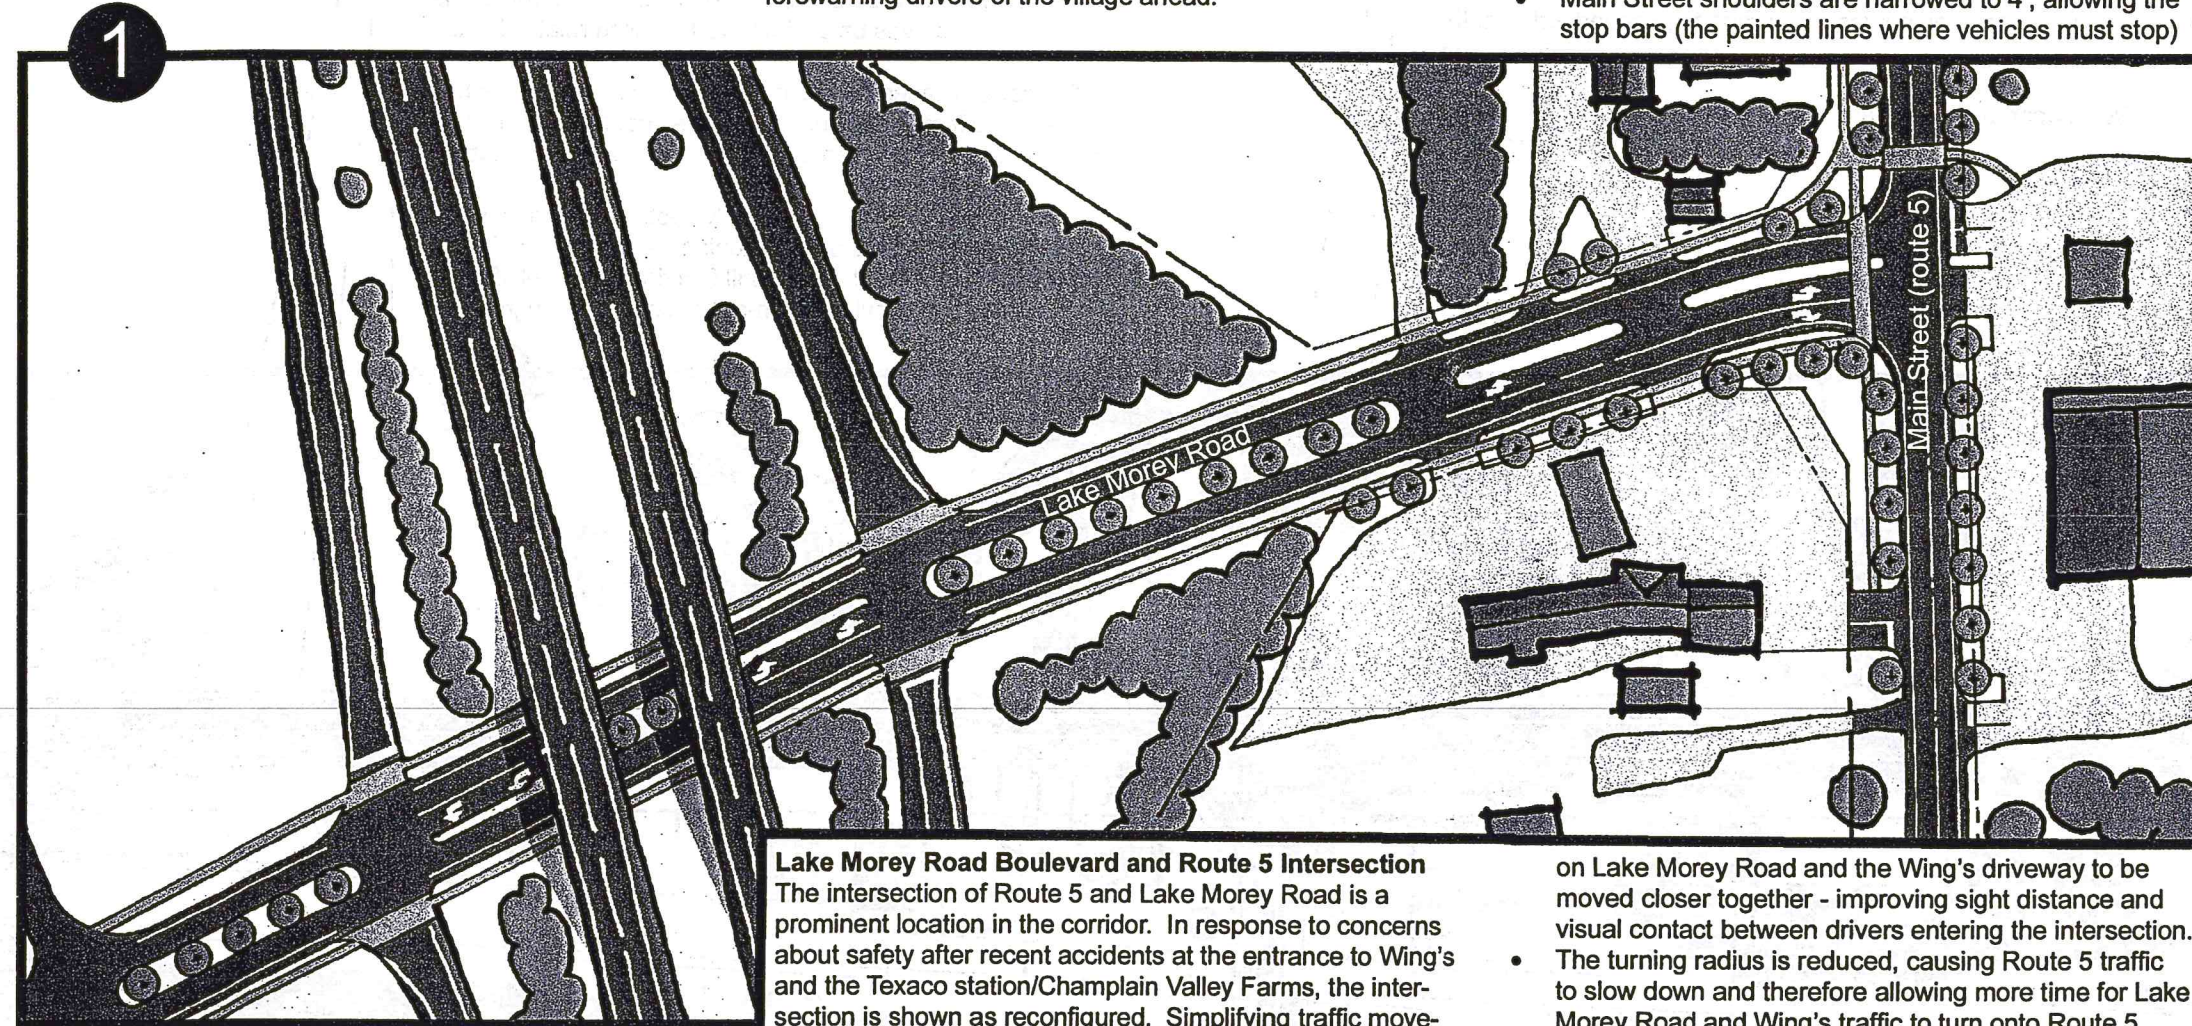 forewarning drivers of the village ahead.
Main Street shoulders are narrowed to 4', allowing the
stop bars (the painted lines where vehicles must stop)
1
Main Street (route 5)
Lake Morey Road
Lake Morey Road Boulevard and Route 5 Intersection
The intersection of Route 5 and Lake Morey Road is a
prominent location in the corridor. In response to concerns
about safety after recent accidents at the entrance to Wing's
and the Texaco station/Champlain Valley Farms, the inter-
section is shown as reconfigured. Simplifying traffic move-
on Lake Morey Road and the Wing's driveway to be
moved closer together - improving sight distance and
visual contact between drivers entering the intersection.
• The turning radius is reduced, causing Route 5 traffic
to slow down and therefore allowing more time for Lake
Morey Road and Wing's traffic to turn onto Route 5